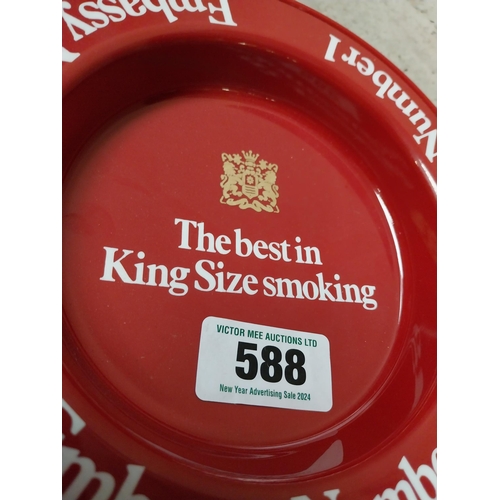 Embassy
Number 1
The best in
King Size smoking
VICTOR MEE AUCTIONS LTD
588
New Year Advertising Sale 2024